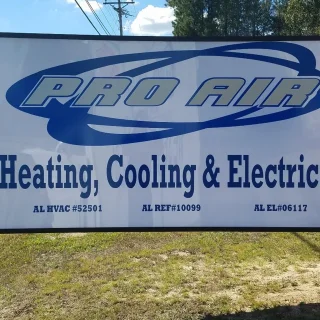 PRO AIR
Heating, Cooling & Electric
AL HVAC #52501 AL REF#10099 AL EL#06117